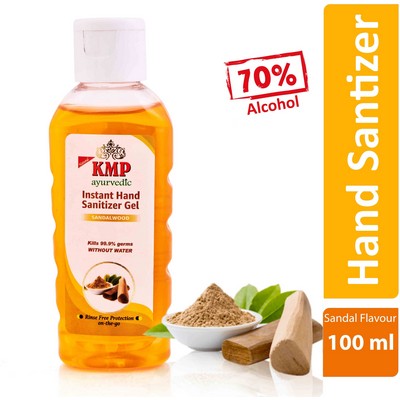 KMP
ayurvedic
Instant Hand
Sanitizer Gel
SANDALWOOD
Kills 99.9% germs
WITHOUT WATER
Rinse Free Protection
on-the-go
70%
Alcohol
Hand Santizer
Sandal Flavour
100 ml